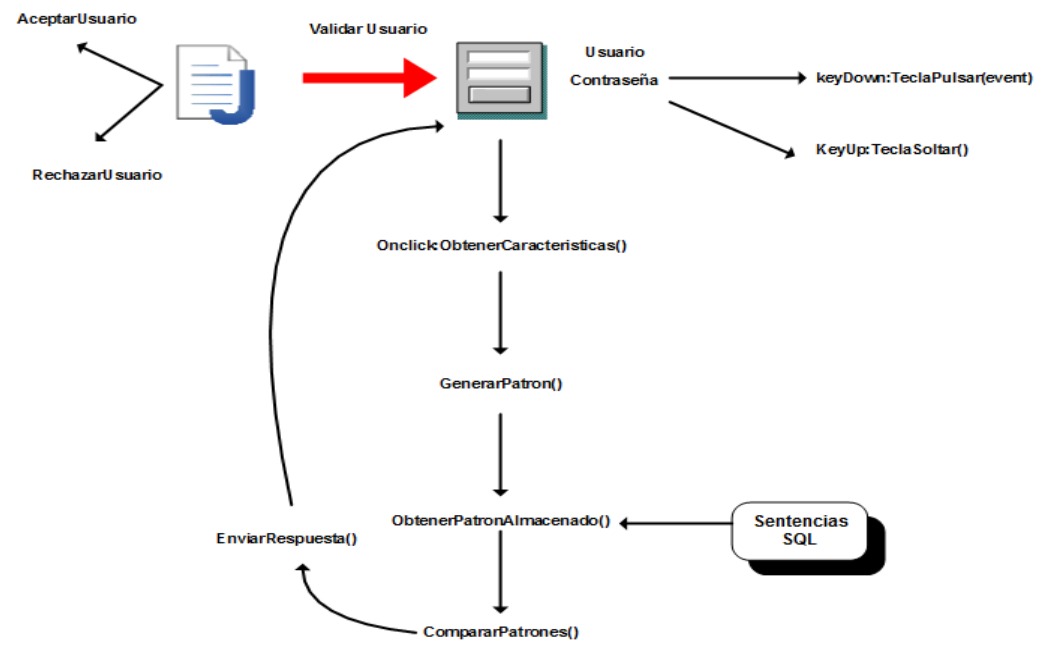 AceptarUsuario
Validar Usuario
Usuario
Contraseña
keyDown:TeclaPulsar(event)
KeyUp:TeclaSoltar()
RechazarUsuario
Onclick:ObtenerCaracteristicas()
GenerarPatron()
ObtenerPatronAlmacenado()
Sentencias
SQL
EnviarRespuesta()
CompararPatrones()